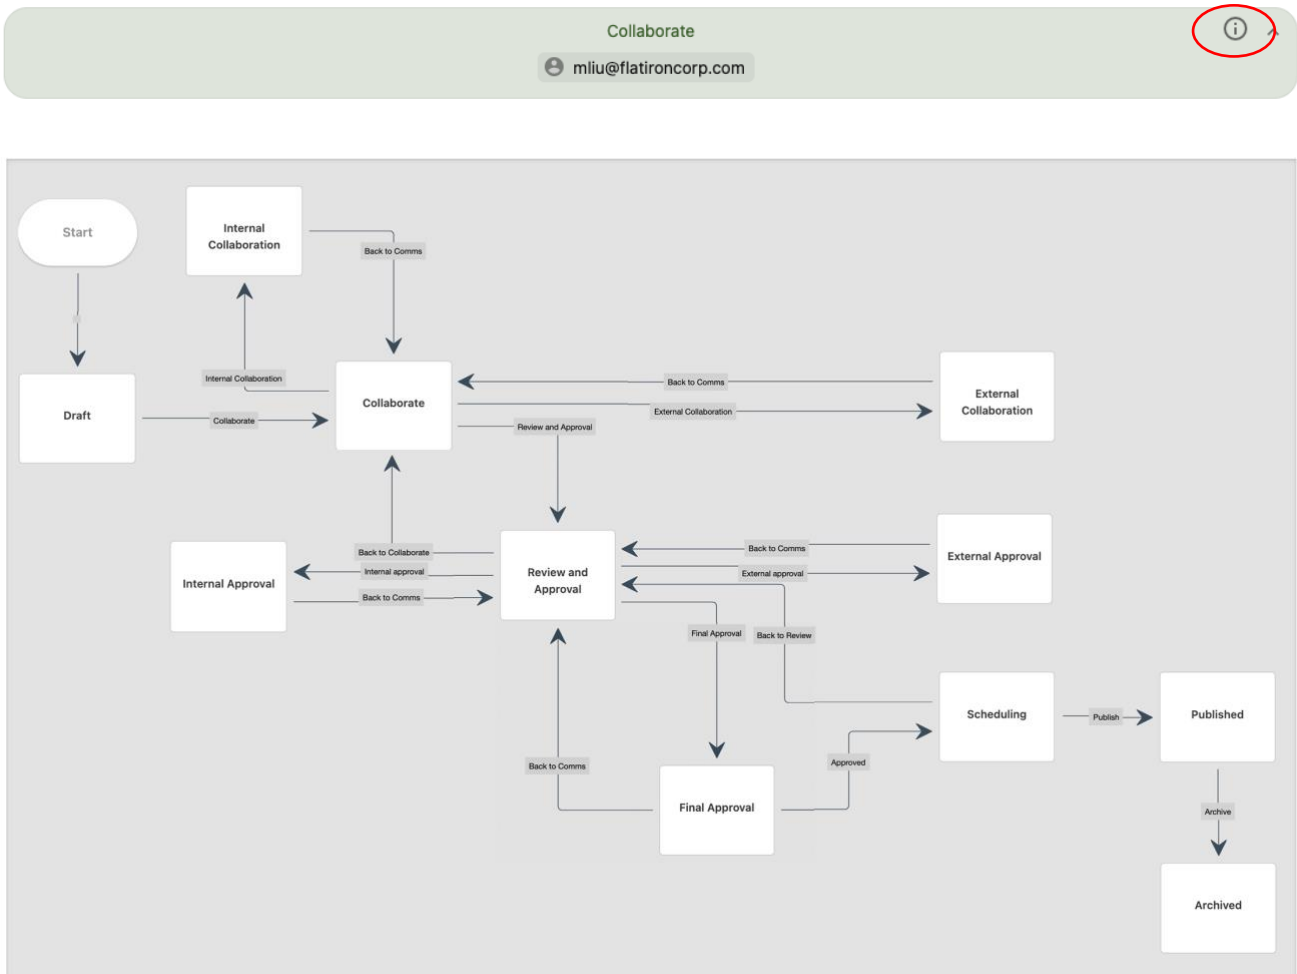 Collaborate
mliu@flatironcorp.com
Start
Internal
Collaboration
Back to Comms
Internal Collaboration
Draft
Collaborate
Collaborate
Back to Comms
External Collaboration
Review and Approval
External
Collaboration
Back to Collaborate
Internal approval
Back to Comms
Internal Approval
Review and
Approval
Back to Comms
External approval
External Approval
Final Approval
Back to Review
Scheduling
Publish
Published
Back to Comms
Approved
Final Approval
Archive
Archived